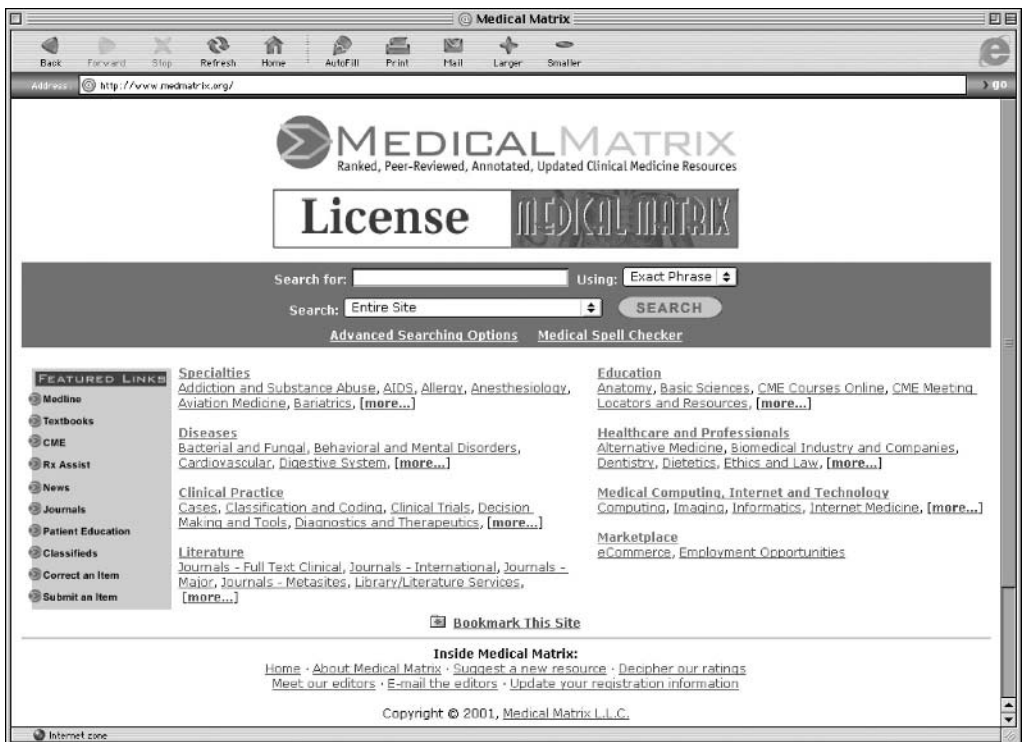 Medical Matrix
Back Forward Stop Refresh Home AutoFill Print Mail Larger Smaller
Address: http://www.medmatrix.org/ go
MEDICALMATRIX
Ranked, Peer-Reviewed, Annotated, Updated Clinical Medicine Resources
License MEDICAL MATRIX
Search for: Using: Exact Phrase
Search: Entire Site SEARCH
Advanced Searching Options Medical Spell Checker
FEATURED LINKS
Medline
Textbooks
CME
Rx Assist
News
Journals
Patient Education
Classifieds
Correct an Item
Submit an Item
Specialties
Addiction and Substance Abuse, AIDS, Allergy, Anesthesiology,
Aviation Medicine, Bariatrics, [more...]
Diseases
Bacterial and Fungal, Behavioral and Mental Disorders,
Cardiovascular, Digestive System, [more...]
Clinical Practice
Cases, Classification and Coding, Clinical Trials, Decision
Making and Tools, Diagnostics and Therapeutics, [more...]
Literature
Journals - Full Text Clinical, Journals - International, Journals -
Major, Journals - Metasites, Library/Literature Services,
[more...]
Education
Anatomy, Basic Sciences, CME Courses Online, CME Meeting
Locators and Resources, [more...]
Healthcare and Professionals
Alternative Medicine, Biomedical Industry and Companies,
Dentistry, Dietetics, Ethics and Law, [more...]
Medical Computing, Internet and Technology
Computing, Imaging, Informatics, Internet Medicine, [more...]
Marketplace
eCommerce, Employment Opportunities
Bookmark This Site
Inside Medical Matrix:
Home · About Medical Matrix · Suggest a new resource · Decipher our ratings
Meet our editors · E-mail the editors · Update your registration information
Copyright © 2001, Medical Matrix L.L.C.
Internet zone